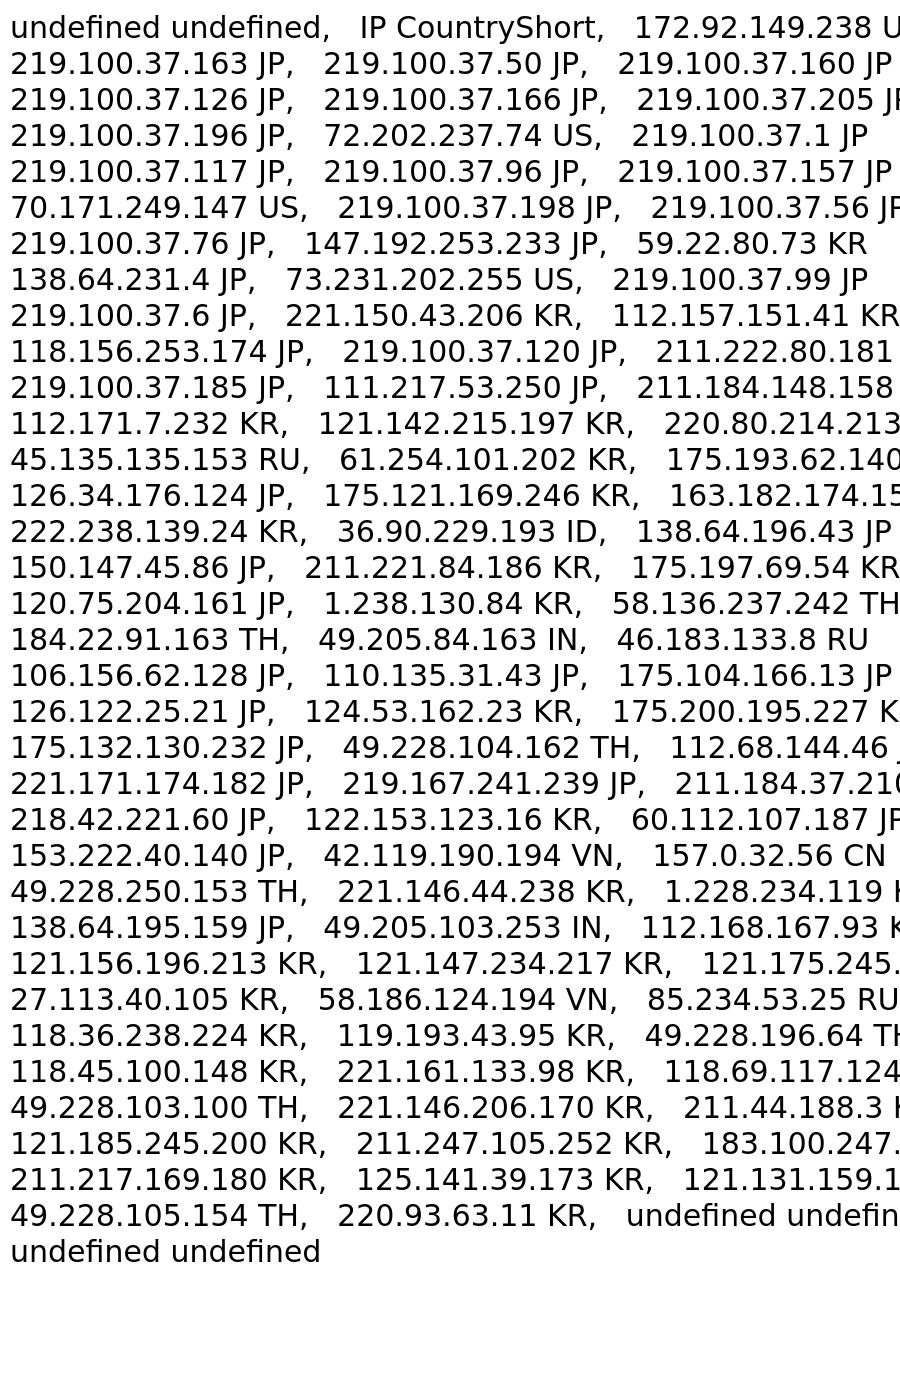 undefined undefined,   IP CountryShort,   172.92.149.238
219.100.37.163 JP,   219.100.37.50 JP,   219.100.37.160 JP
219.100.37.126 JP,   219.100.37.166 JP,   219.100.37.205 JP
219.100.37.196 JP,   72.202.237.74 US,   219.100.37.1 JP
219.100.37.117 JP,   219.100.37.96 JP,   219.100.37.157 JP
70.171.249.147 US,   219.100.37.198 JP,   219.100.37.56 JP
219.100.37.76 JP,   147.192.253.233 JP,   59.22.80.73 KR
138.64.231.4 JP,   73.231.202.255 US,   219.100.37.99 JP
219.100.37.6 JP,   221.150.43.206 KR,   112.157.151.41 KR
118.156.253.174 JP,   219.100.37.120 JP,   211.222.80.181
219.100.37.185 JP,   111.217.53.250 JP,   211.184.148.158
112.171.7.232 KR,   121.142.215.197 KR,   220.80.214.213
45.135.135.153 RU,   61.254.101.202 KR,   175.193.62.140
126.34.176.124 JP,   175.121.169.246 KR,   163.182.174.15
222.238.139.24 KR,   36.90.229.193 ID,   138.64.196.43 JP
150.147.45.86 JP,   211.221.84.186 KR,   175.197.69.54 KR
120.75.204.161 JP,   1.238.130.84 KR,   58.136.237.242 TH
184.22.91.163 TH,   49.205.84.163 IN,   46.183.133.8 RU
106.156.62.128 JP,   110.135.31.43 JP,   175.104.166.13 JP
126.122.25.21 JP,   124.53.162.23 KR,   175.200.195.227 K
175.132.130.232 JP,   49.228.104.162 TH,   112.68.144.46
221.171.174.182 JP,   219.167.241.239 JP,   211.184.37.210
218.42.221.60 JP,   122.153.123.16 KR,   60.112.107.187 JP
153.222.40.140 JP,   42.119.190.194 VN,   157.0.32.56 CN
49.228.250.153 TH,   221.146.44.238 KR,   1.228.234.119
138.64.195.159 JP,   49.205.103.253 IN,   112.168.167.93
121.156.196.213 KR,   121.147.234.217 KR,   121.175.245.
27.113.40.105 KR,   58.186.124.194 VN,   85.234.53.25 RU
118.36.238.224 KR,   119.193.43.95 KR,   49.228.196.64 TH
118.45.100.148 KR,   221.161.133.98 KR,   118.69.117.124
49.228.103.100 TH,   221.146.206.170 KR,   211.44.188.3
121.185.245.200 KR,   211.247.105.252 KR,   183.100.247.
211.217.169.180 KR,   125.141.39.173 KR,   121.131.159.1
49.228.105.154 TH,   220.93.63.11 KR,   undefined undefin
undefined undefined